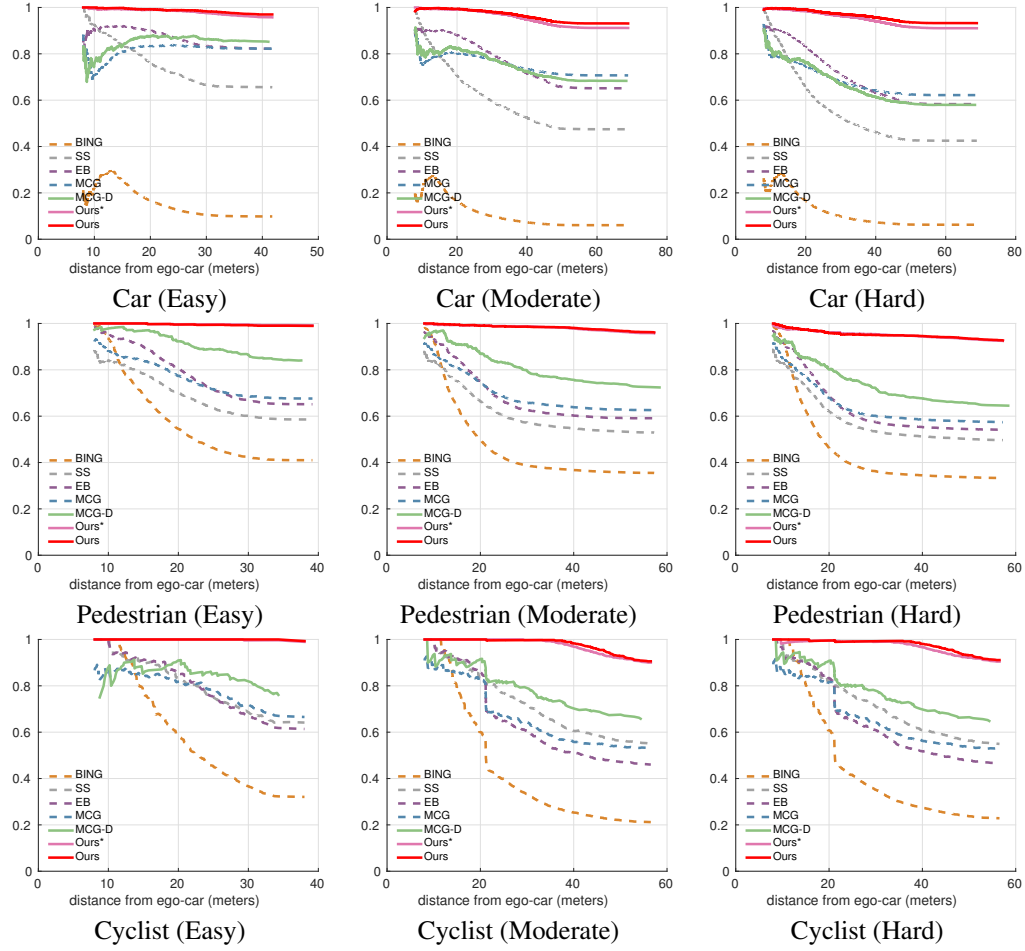 1
0.8
0.6
0.4
0.2
0
BING
SS
EB
MCG
MCG-D
Ours*
Ours
0 10 20 30 40 50
distance from ego-car (meters)
Car (Easy)
1
0.8
0.6
0.4
0.2
0
BING
SS
EB
MCG
MCG-D
Ours*
Ours
0 20 40 60 80
distance from ego-car (meters)
Car (Moderate)
1
0.8
0.6
0.4
0.2
0
BING
SS
EB
MCG
MCG-D
Ours*
Ours
0 20 40 60 80
distance from ego-car (meters)
Car (Hard)
1
0.8
0.6
0.4
0.2
0
BING
SS
EB
MCG
MCG-D
Ours*
Ours
0 10 20 30 40
distance from ego-car (meters)
Pedestrian (Easy)
1
0.8
0.6
0.4
0.2
0
BING
SS
EB
MCG
MCG-D
Ours*
Ours
0 20 40 60
distance from ego-car (meters)
Pedestrian (Moderate)
1
0.8
0.6
0.4
0.2
0
BING
SS
EB
MCG
MCG-D
Ours*
Ours
0 20 40 60
distance from ego-car (meters)
Pedestrian (Hard)
1
0.8
0.6
0.4
0.2
0
BING
SS
EB
MCG
MCG-D
Ours*
Ours
0 10 20 30 40
distance from ego-car (meters)
Cyclist (Easy)
1
0.8
0.6
0.4
0.2
0
BING
SS
EB
MCG
MCG-D
Ours*
Ours
0 20 40 60
distance from ego-car (meters)
Cyclist (Moderate)
1
0.8
0.6
0.4
0.2
0
BING
SS
EB
MCG
MCG-D
Ours*
Ours
0 20 40 60
distance from ego-car (meters)
Cyclist (Hard)